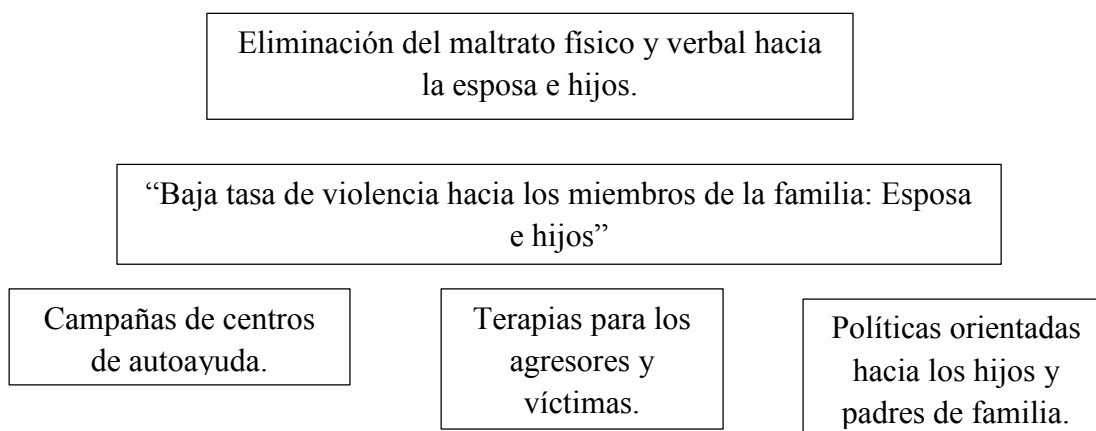 Eliminación del maltrato físico y verbal hacia
la esposa e hijos.
“Baja tasa de violencia hacia los miembros de la familia: Esposa
e hijos”
Campañas de centros
de autoayuda.
Terapias para los
agresores y
víctimas.
Políticas orientadas
hacia los hijos y
padres de familia.